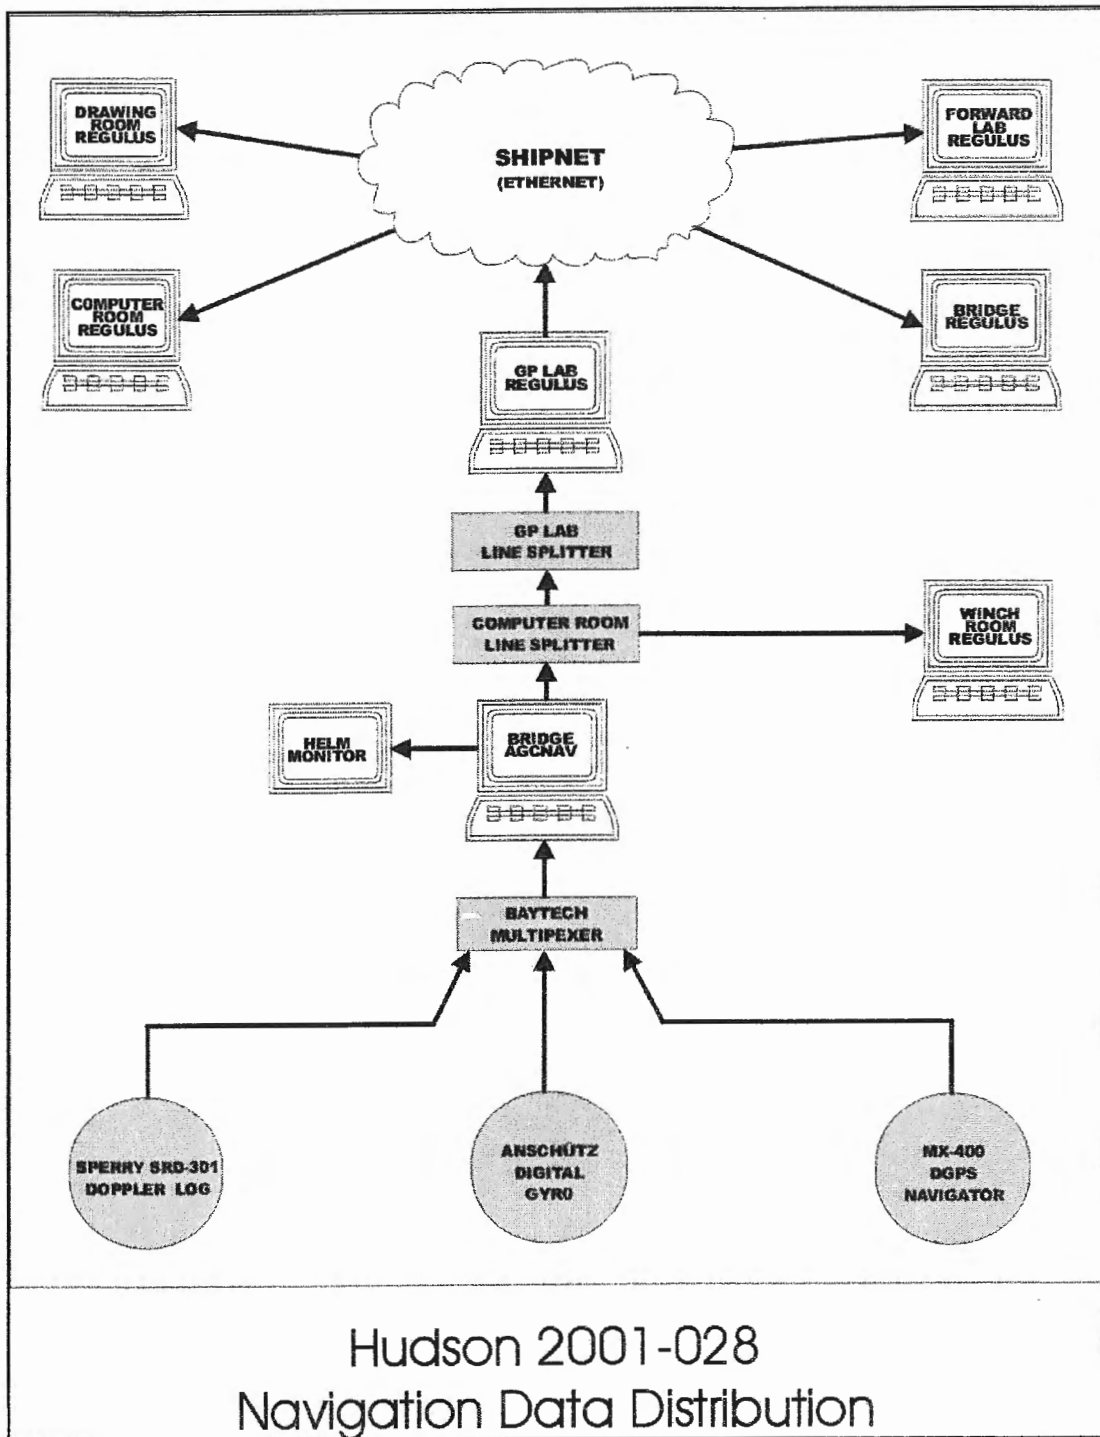 DRAWING
ROOM
REGULUS
SHIPNET
(ETHERNET)
FORWARD
LAB
REGULUS
COMPUTER
ROOM
REGULUS
BRIDGE
REGULUS
GP LAB
REGULUS
GP LAB
LINE SPLITTER
COMPUTER ROOM
LINE SPLITTER
WINCH
ROOM
REGULUS
HELM
MONITOR
BRIDGE
AGCNAV
BAYTECH
MULTIPEXER
SPERRY SRD-301
DOPPLER LOG
ANSCHÜTZ
DIGITAL
GYR0
MX-400
DGPS
NAVIGATOR
Hudson 2001-028
Navigation Data Distribution